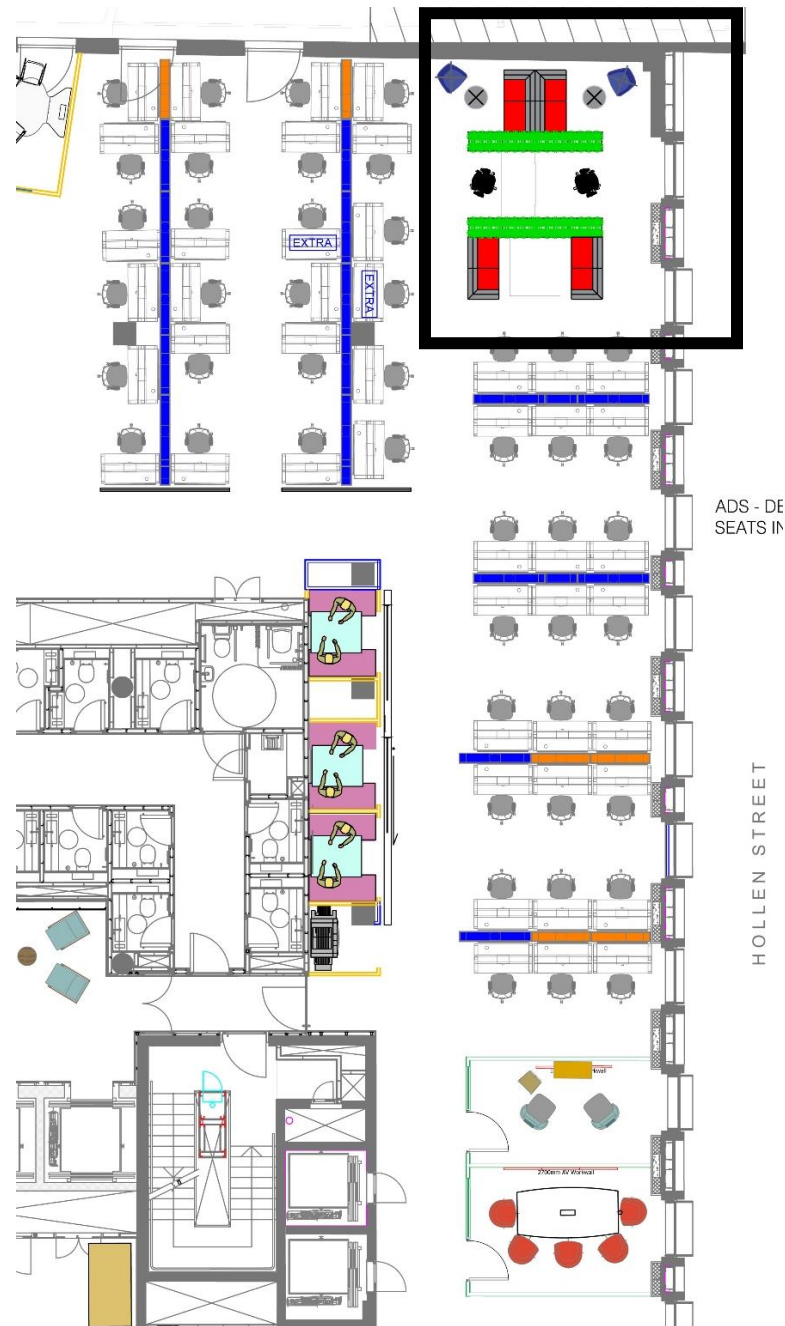 EXTRA
EXTRA
ADS - DE
SEATS IN
HOLLEN STREET
2700mm AV Workwall